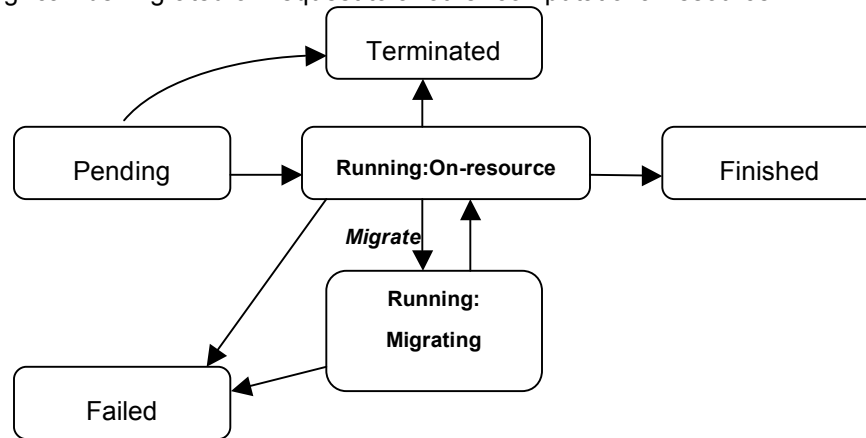 Terminated
Pending
Running:On-resource
Finished
Migrate
Running:
Migrating
Failed